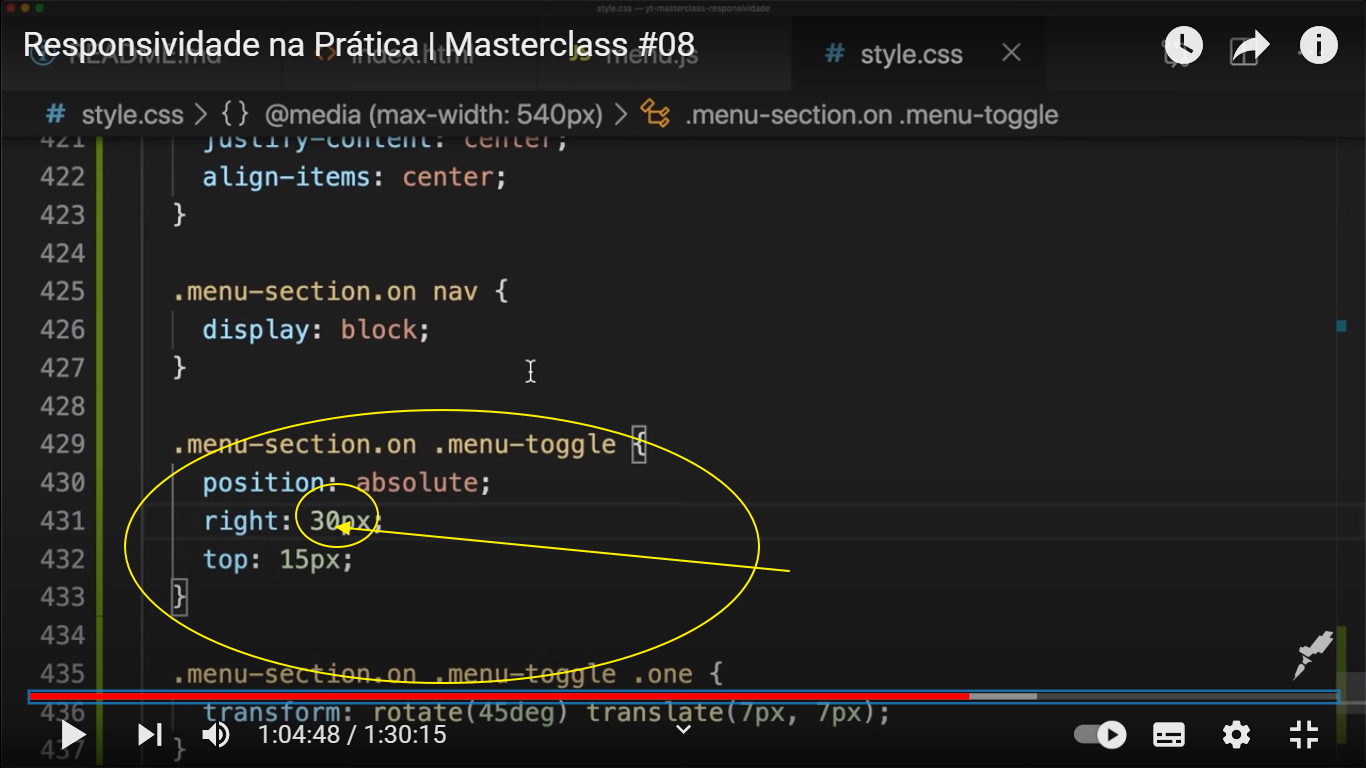 style.css — yt-masterclass-responsividade
Responsividade na Prática | Masterclass #08
README.md index.html menu.js # style.css
# style.css > {} @media (max-width: 540px) > .menu-section.on .menu-toggle
421 justify-content: center;
422 align-items: center;
423 }
424
425 .menu-section.on nav {
426 display: block;
427 }
428
429 .menu-section.on .menu-toggle {
430 position: absolute;
431 right: 30px;
432 top: 15px;
433 }
434
435 .menu-section.on .menu-toggle .one {
436 transform: rotate(45deg) translate(7px, 7px);
437 }
1:04:48 / 1:30:15